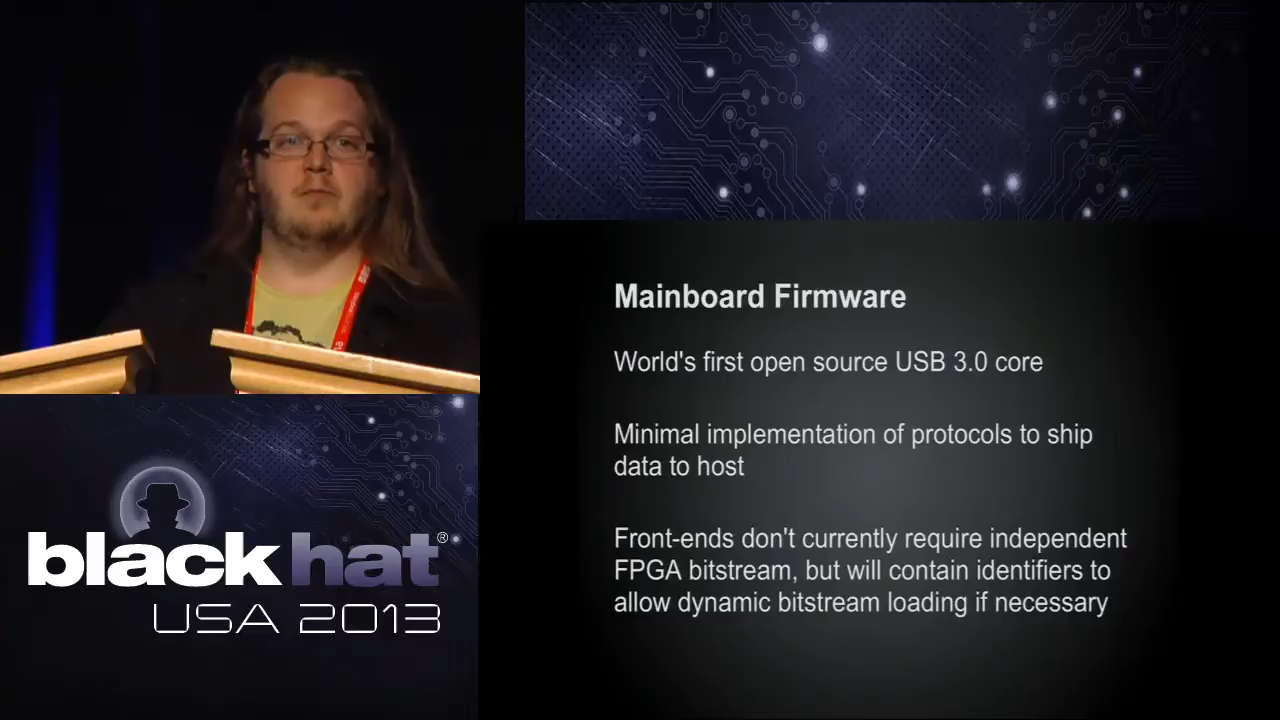 Mainboard Firmware
World's first open source USB 3.0 core
Minimal implementation of protocols to ship
data to host
Front-ends don't currently require independent
FPGA bitstream, but will contain identifiers to
allow dynamic bitstream loading if necessary
black hat®
USA 2013